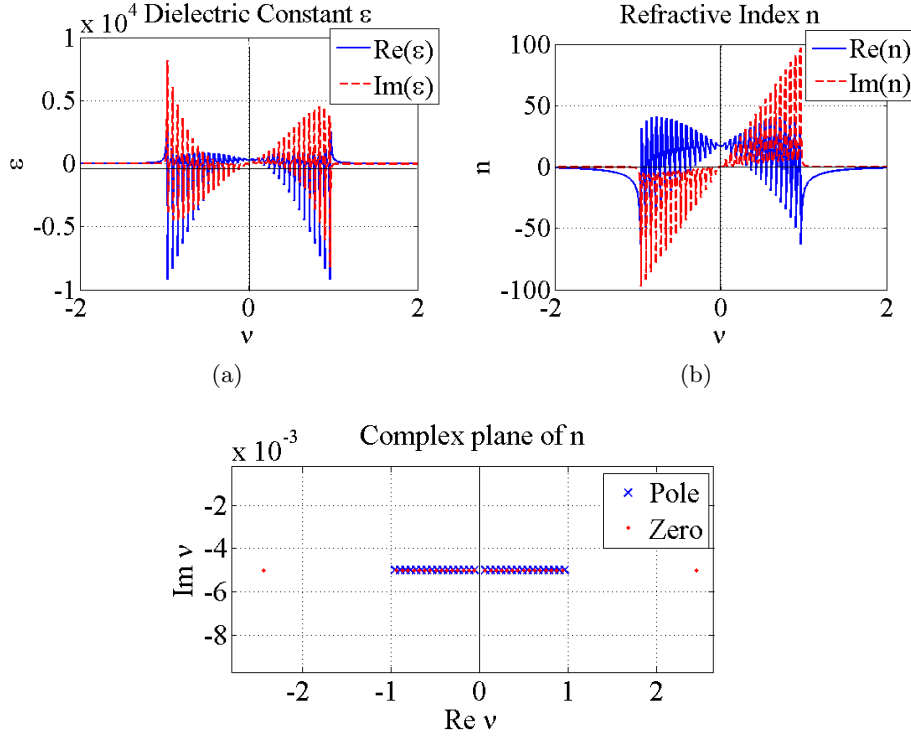 x 10⁴ Dielectric Constant ε
1
0.5
0
-0.5
-1
ε
-2
0
2
ν
Re(ε)
Im(ε)
(a)
Refractive Index n
100
50
0
-50
-100
n
-2
0
2
ν
Re(n)
Im(n)
(b)
Complex plane of n
x 10⁻³
-2
-4
-6
-8
Im ν
-2
-1
0
1
2
Re ν
Pole
Zero